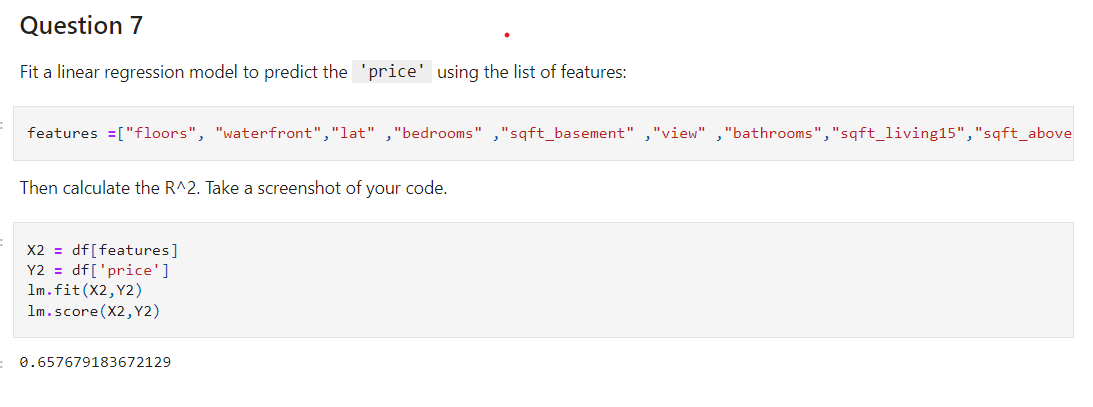 Question 7
Fit a linear regression model to predict the 'price' using the list of features:
features =["floors", "waterfront","lat" ,"bedrooms" ,"sqft_basement" ,"view" ,"bathrooms","sqft_living15","sqft_above
Then calculate the R^2. Take a screenshot of your code.
X2 = df[features]
Y2 = df['price']
lm.fit(X2,Y2)
lm.score(X2,Y2)
0.657679183672129